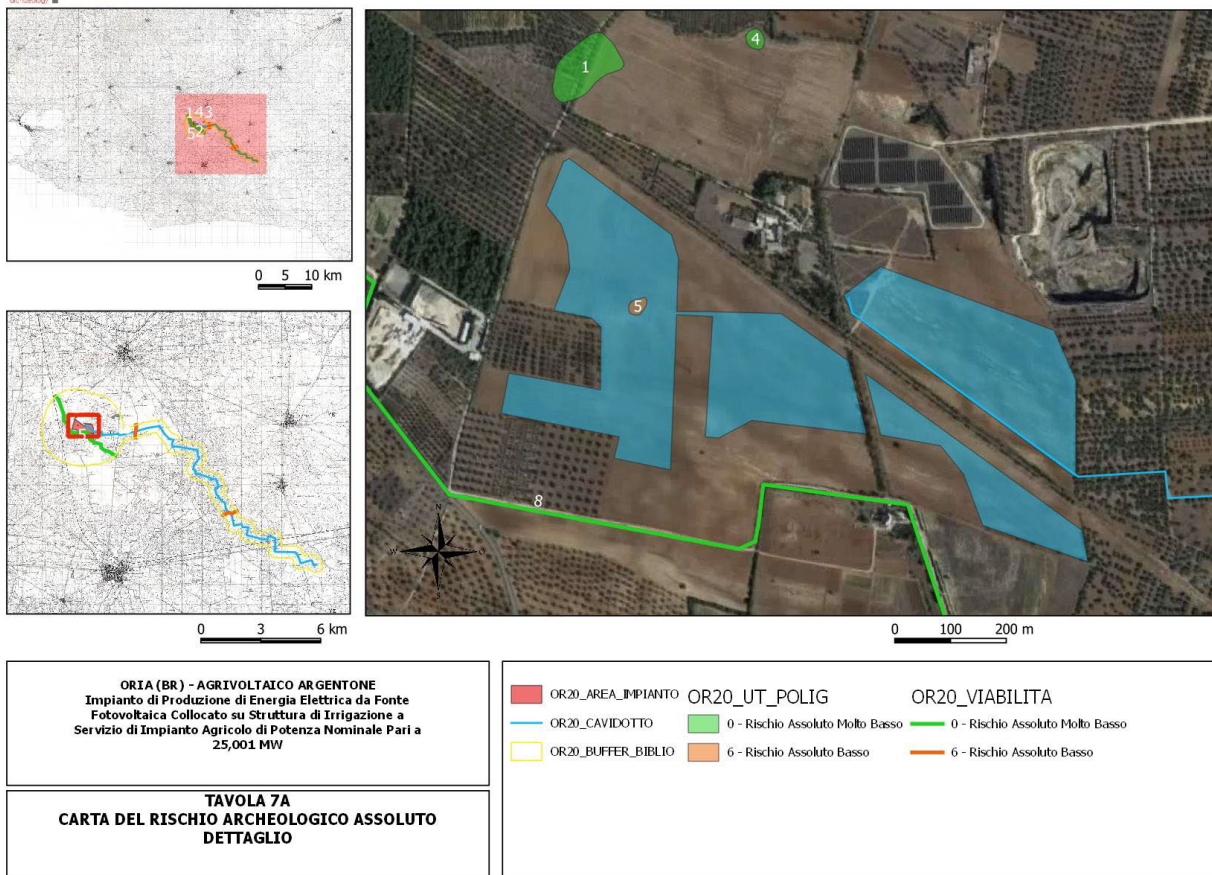 archaeology
143
52
0 5 10 km
1
4
5
8
N
W
O
S
0 3 6 km
0 100 200 m
ORIA (BR) - AGRIVOLTAICO ARGENTONE
Impianto di Produzione di Energia Elettrica da Fonte
Fotovoltaica Collocato su Struttura di Irrigazione a
Servizio di Impianto Agricolo di Potenza Nominale Pari a
25,001 MW
TAVOLA 7A
CARTA DEL RISCHIO ARCHEOLOGICO ASSOLUTO
DETTAGLIO
OR20_AREA_IMPIANTO
OR20_CAVIDOTTO
OR20_BUFFER_BIBLIO
OR20_UT_POLIG
0 - Rischio Assoluto Molto Basso
6 - Rischio Assoluto Basso
OR20_VIABILITA
0 - Rischio Assoluto Molto Basso
6 - Rischio Assoluto Basso